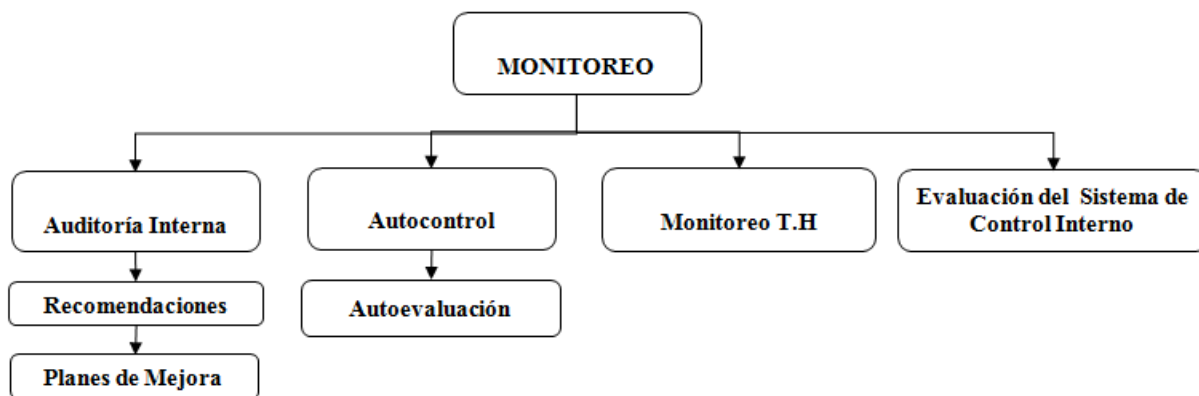 MONITOREO
Auditoría Interna
Autocontrol
Monitoreo T.H
Evaluación del Sistema de
Control Interno
Recomendaciones
Autoevaluación
Planes de Mejora